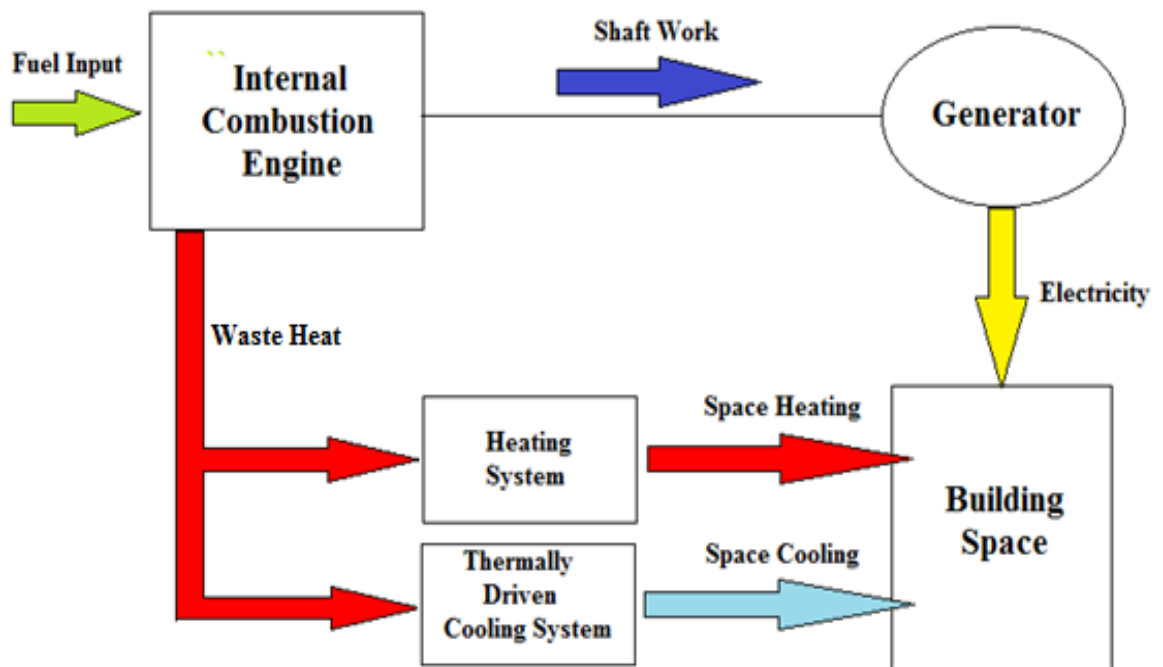 Shaft Work
Fuel Input
``
Internal
Combustion
Engine
Generator
Electricity
Waste Heat
Space Heating
Heating
System
Building
Space
Space Cooling
Thermally
Driven
Cooling System